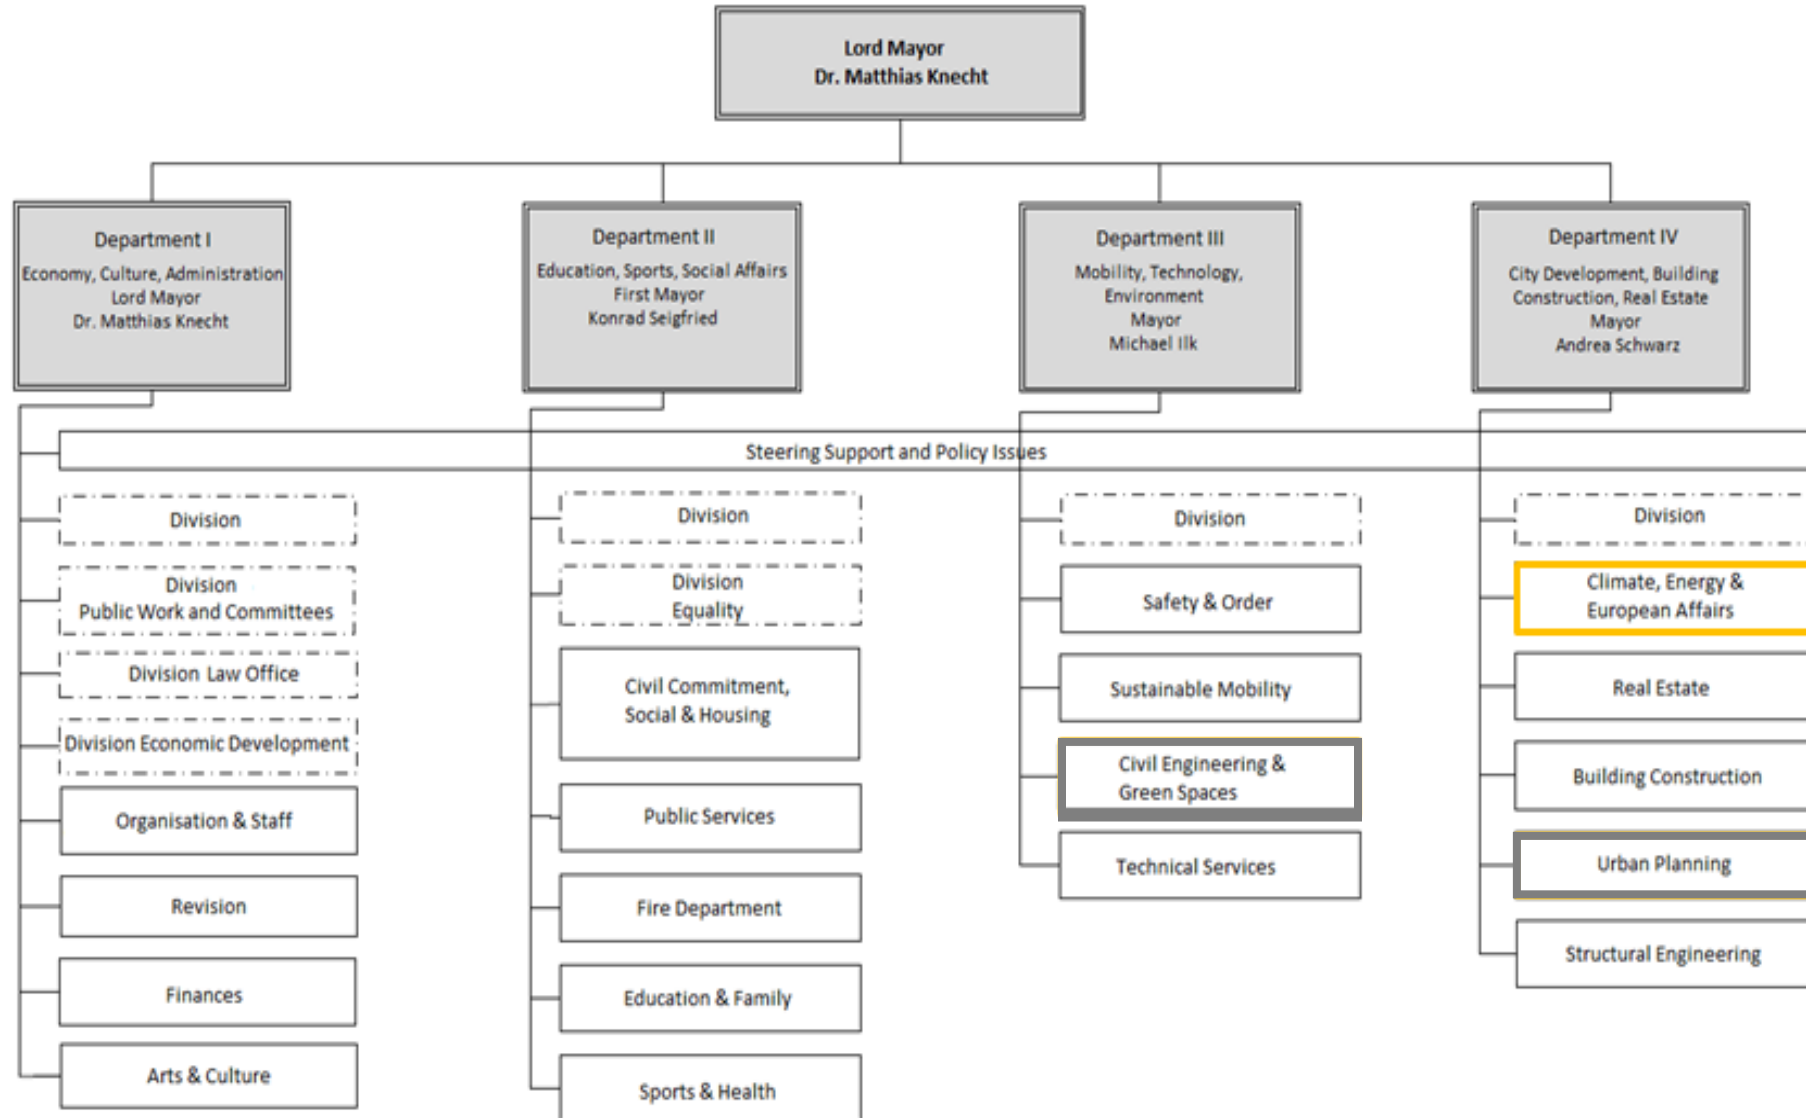 Lord Mayor
Dr. Matthias Knecht
Department I
Economy, Culture, Administration
Lord Mayor
Dr. Matthias Knecht
Department II
Education, Sports, Social Affairs
First Mayor
Konrad Seigfried
Department III
Mobility, Technology,
Environment
Mayor
Michael Ilk
Department IV
City Development, Building
Construction, Real Estate
Mayor
Andrea Schwarz
Steering Support and Policy Issues
Division
Division
Public Work and Committees
Division Law Office
Division Economic Development
Organisation & Staff
Revision
Finances
Arts & Culture
Division
Division
Equality
Civil Commitment,
Social & Housing
Public Services
Fire Department
Education & Family
Sports & Health
Division
Safety & Order
Sustainable Mobility
Civil Engineering &
Green Spaces
Technical Services
Division
Climate, Energy &
European Affairs
Real Estate
Building Construction
Urban Planning
Structural Engineering